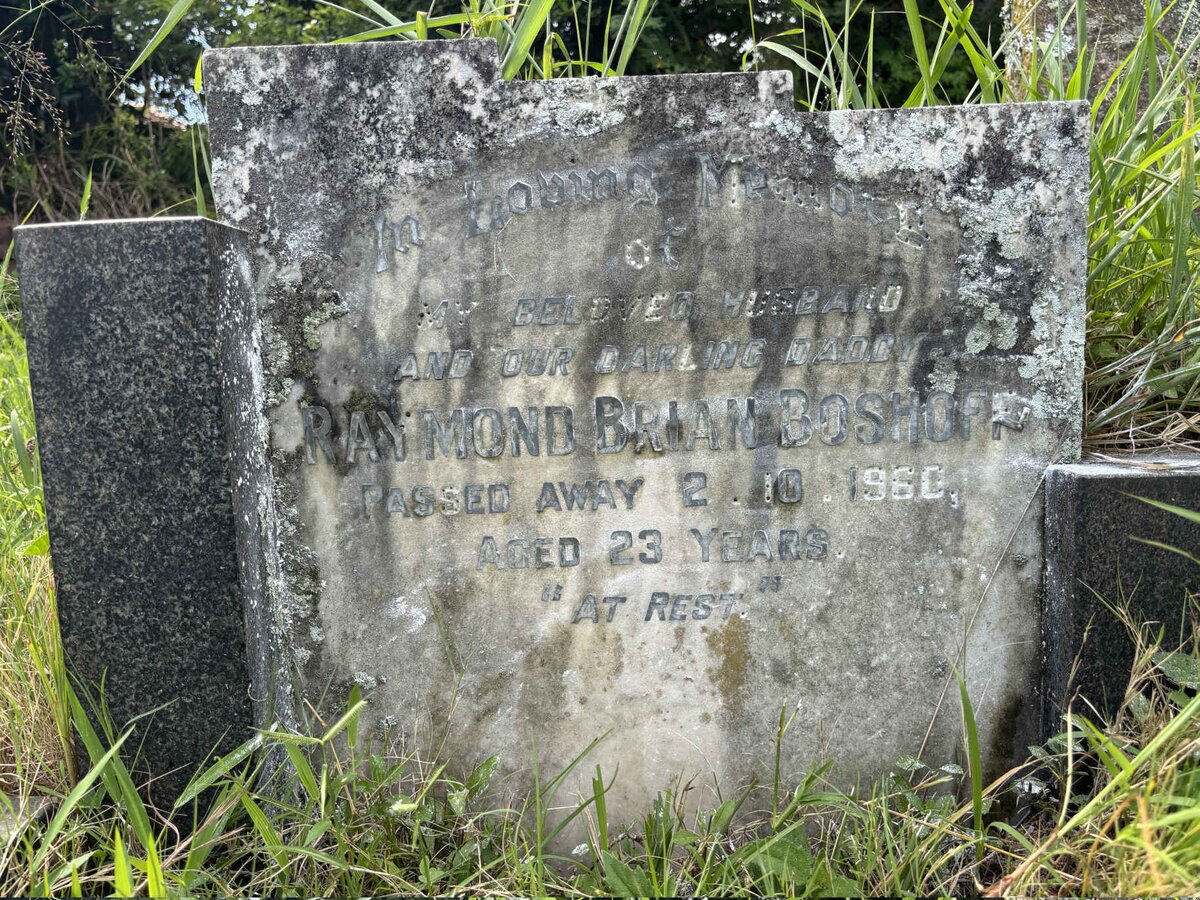 In Loving Memory
of
MY BELOVED HUSBAND
AND OUR DARLING DADDY
RAYMOND BRIAN BOSHOFF
PASSED AWAY 2.10.1960,
AGED 23 YEARS
"AT REST."